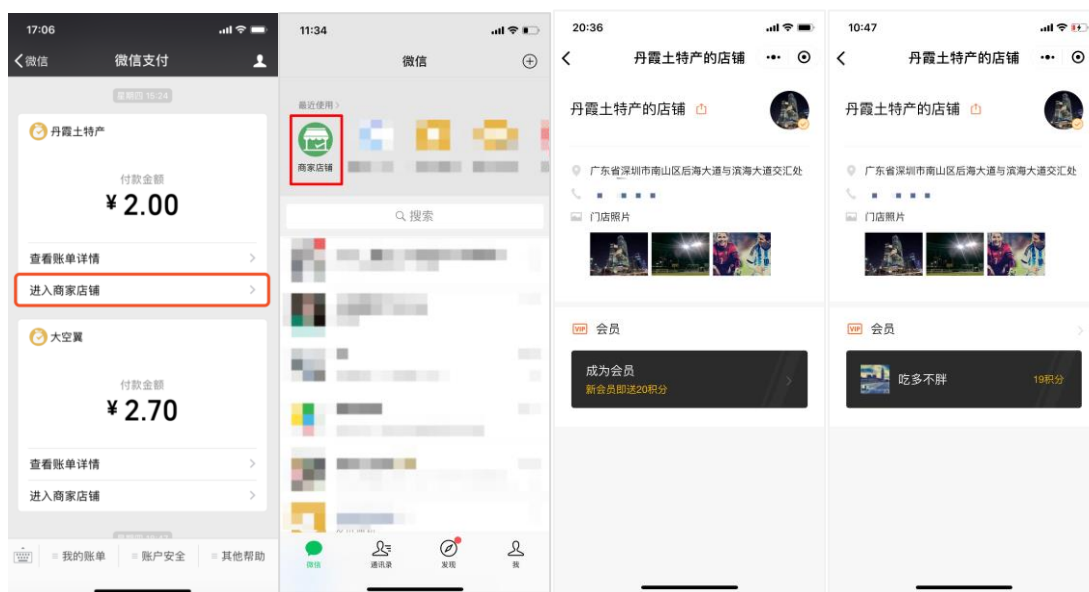 17:06
微信
微信支付
星期四 15:24
丹霞土特产
付款金额
¥ 2.00
查看账单详情
进入商家店铺
大空翼
付款金额
¥ 2.70
查看账单详情
进入商家店铺
我的账单
账户安全
其他帮助
11:34
微信
最近使用
商家店铺
搜索
微信
通讯录
发现
我
20:36
丹霞土特产的店铺
丹霞土特产的店铺
广东省深圳市南山区后海大道与滨海大道交汇处
门店照片
VIP 会员
成为会员
新会员即送20积分
10:47
丹霞土特产的店铺
丹霞土特产的店铺
广东省深圳市南山区后海大道与滨海大道交汇处
门店照片
VIP 会员
吃多不胖
19积分